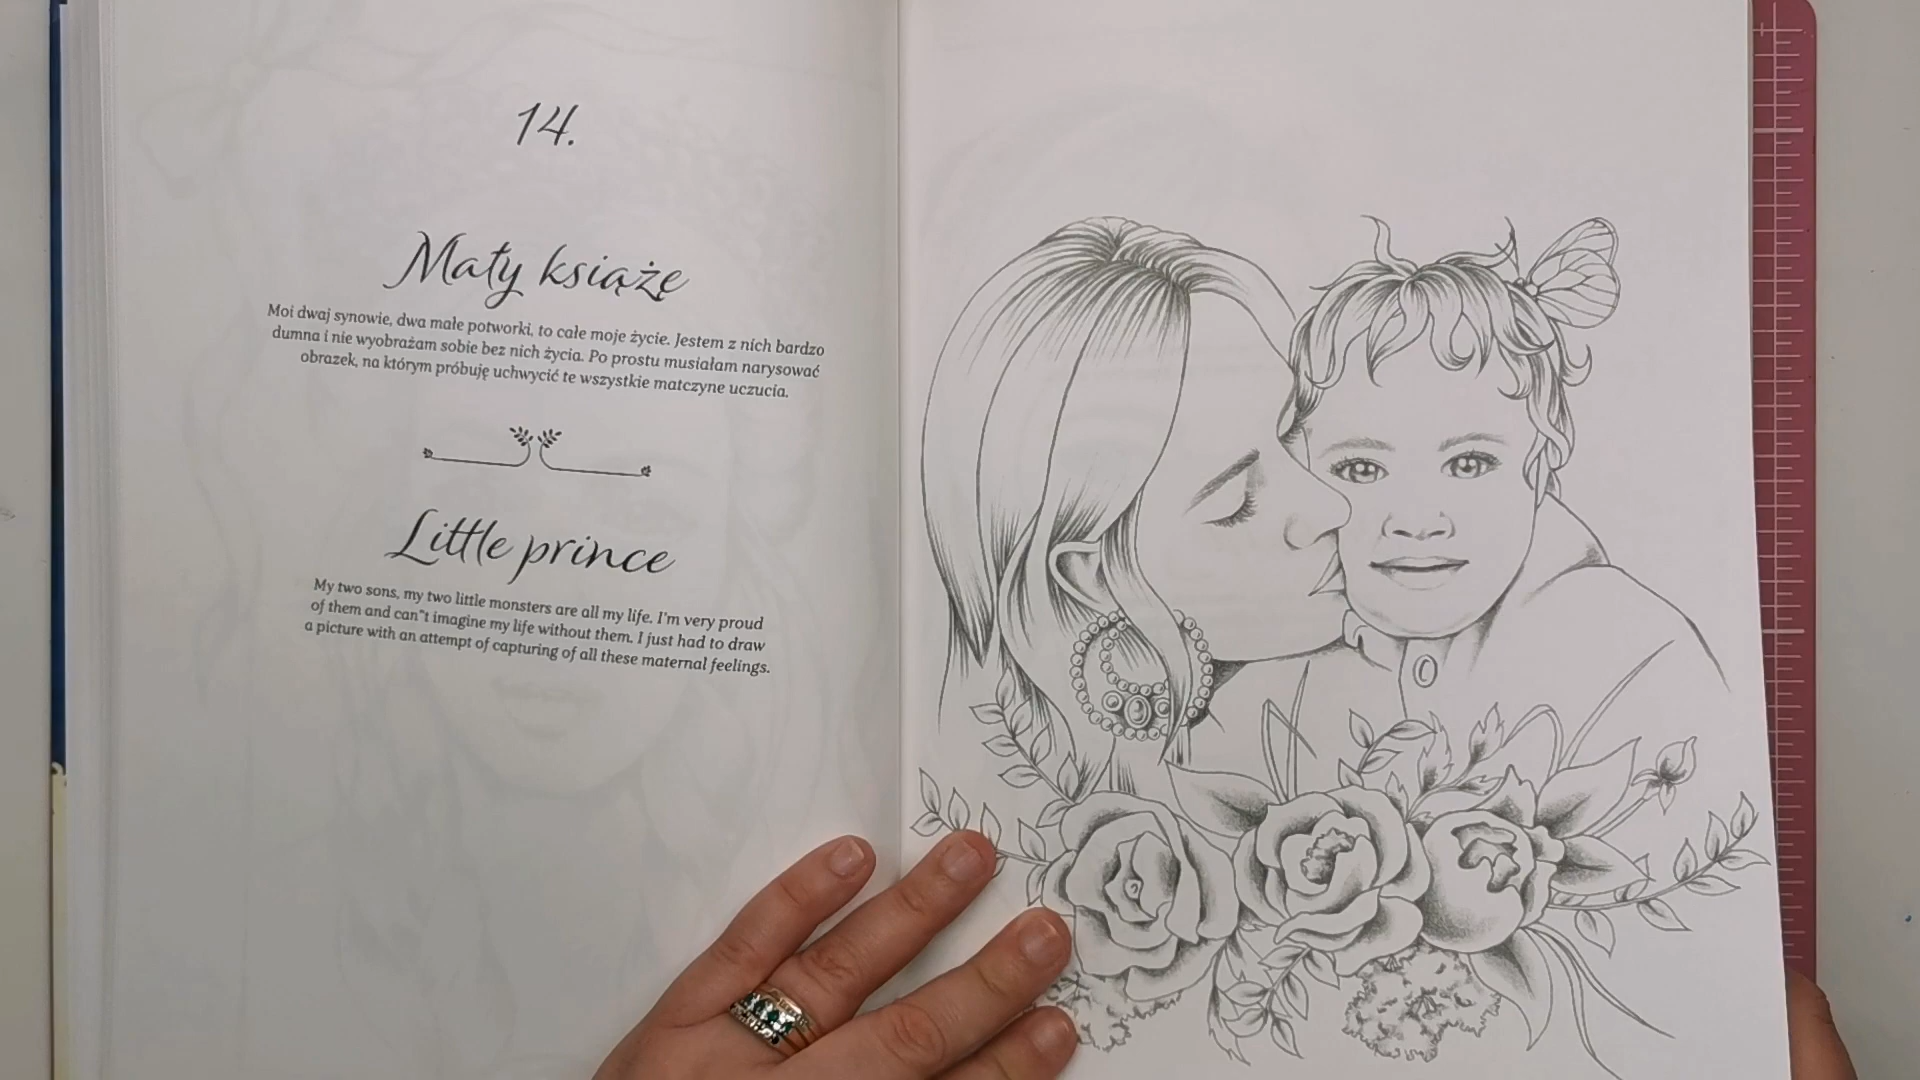 14.
Mały książę
Moi dwaj synowie, dwa małe potworki, to całe moje życie. Jestem z nich bardzo
dumna i nie wyobrażam sobie bez nich życia. Po prostu musiałam narysować
obrazek, na którym próbuję uchwycić te wszystkie matczyne uczucia.
Little prince
My two sons, my two little monsters are all my life. I'm very proud
of them and can"t imagine my life without them. I just had to draw
a picture with an attempt of capturing of all these maternal feelings.